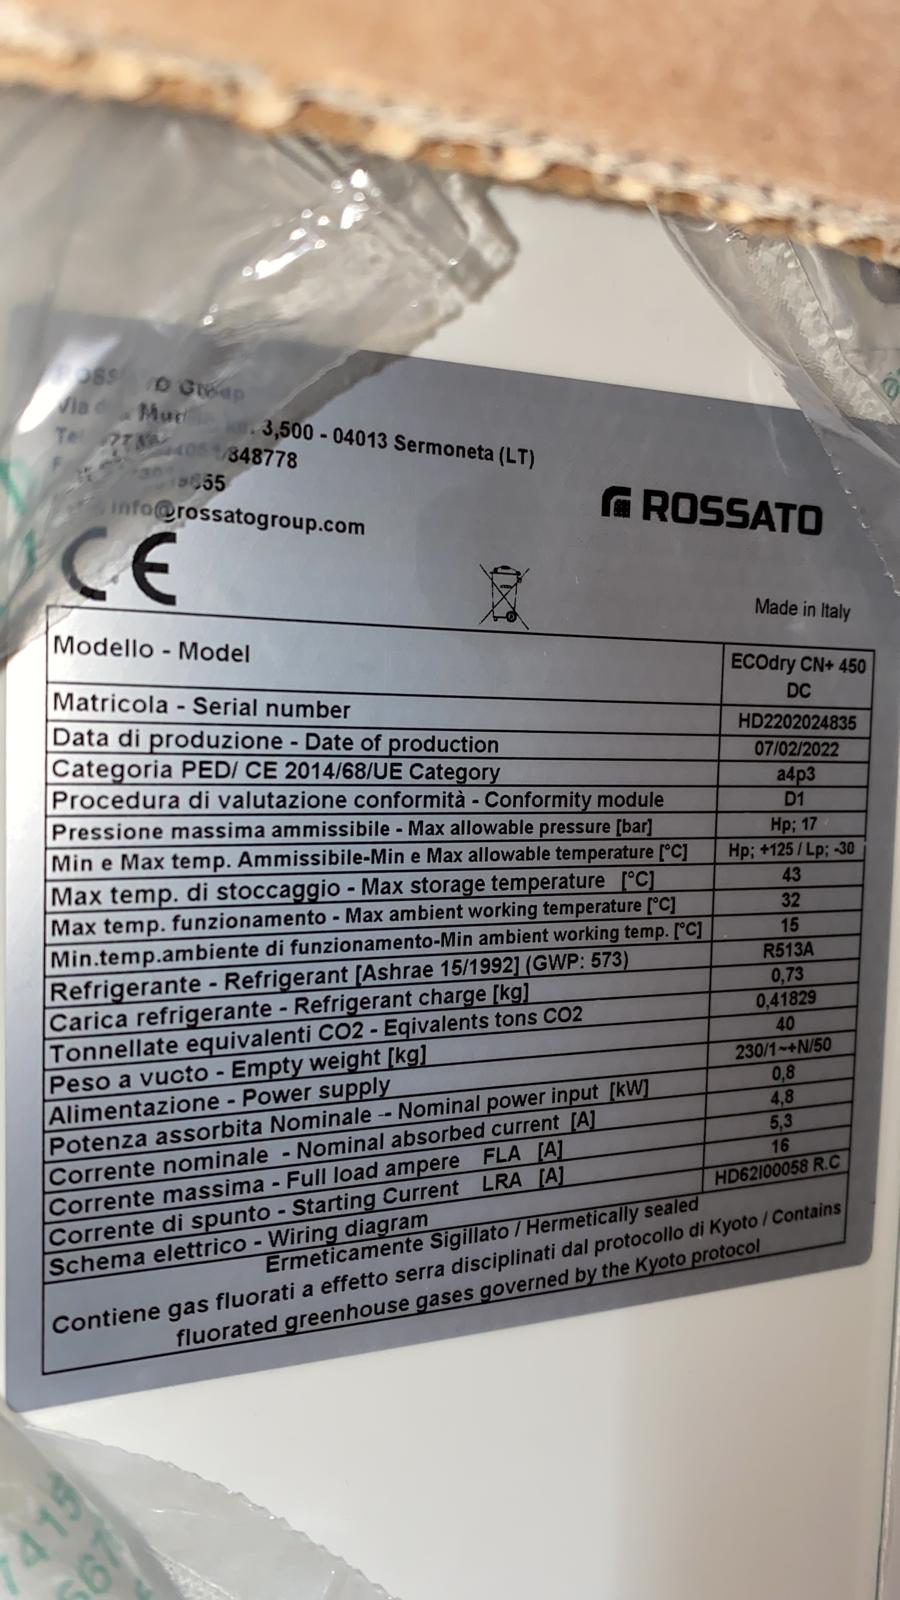 Group
Via 3,500 - 04013 Sermoneta (LT)
/848778
info@rossatogroup.com
ROSSATO
CE
Made in Italy
Modello - Model ECOdry CN+ 450 DC
Matricola - Serial number HD2202024835
Data di produzione - Date of production 07/02/2022
Categoria PED/ CE 2014/68/UE Category a4p3
Procedura di valutazione conformità - Conformity module D1
Pressione massima ammissibile - Max allowable pressure [bar] Hp; 17
Min e Max temp. Ammissibile-Min e Max allowable temperature [°C] Hp; +125 / Lp; -30
Max temp. di stoccaggio - Max storage temperature [°C] 43
Max temp. funzionamento - Max ambient working temperature [°C] 32
Min.temp.ambiente di funzionamento-Min ambient working temp. [°C] 15
Refrigerante - Refrigerant [Ashrae 15/1992] (GWP: 573) R513A
Carica refrigerante - Refrigerant charge [kg] 0,73
Tonnellate equivalenti CO2 - Eqivalents tons CO2 0,41829
Peso a vuoto - Empty weight [kg] 40
Alimentazione - Power supply 230/1~+N/50
Potenza assorbita Nominale -- Nominal power input [kW] 0,8
Corrente nominale - Nominal absorbed current [A] 4,8
Corrente massima - Full load ampere FLA [A] 5,3
Corrente di spunto - Starting Current LRA [A] 16
Schema elettrico - Wiring diagram HD62I00058 R.C
Ermeticamente Sigillato / Hermetically sealed
Contiene gas fluorati a effetto serra disciplinati dal protocollo di Kyoto / Contains
fluorated greenhouse gases governed by the Kyoto protocol